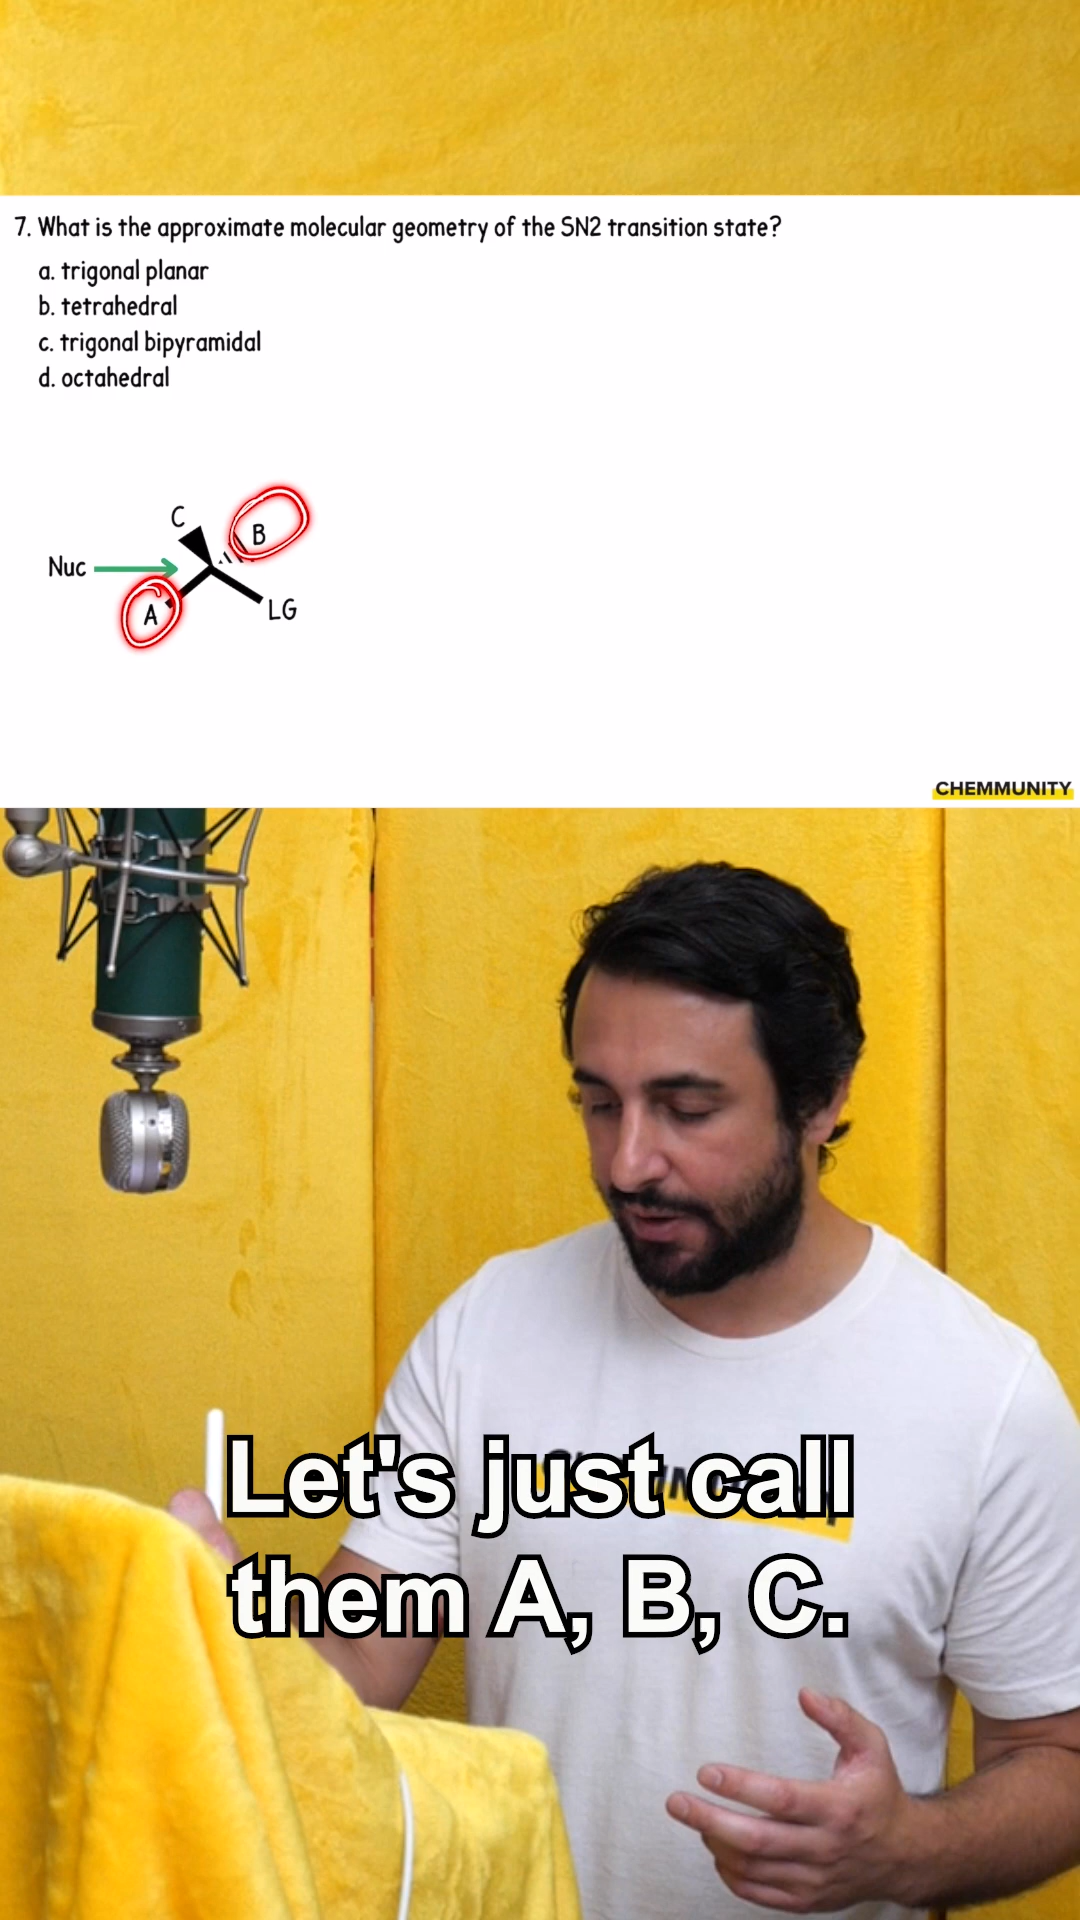 7. What is the approximate molecular geometry of the SN2 transition state?
a. trigonal planar
b. tetrahedral
c. trigonal bipyramidal
d. octahedral
C
B
Nuc
A
LG
CHEMMUNITY
Let's just call
them A, B, C.